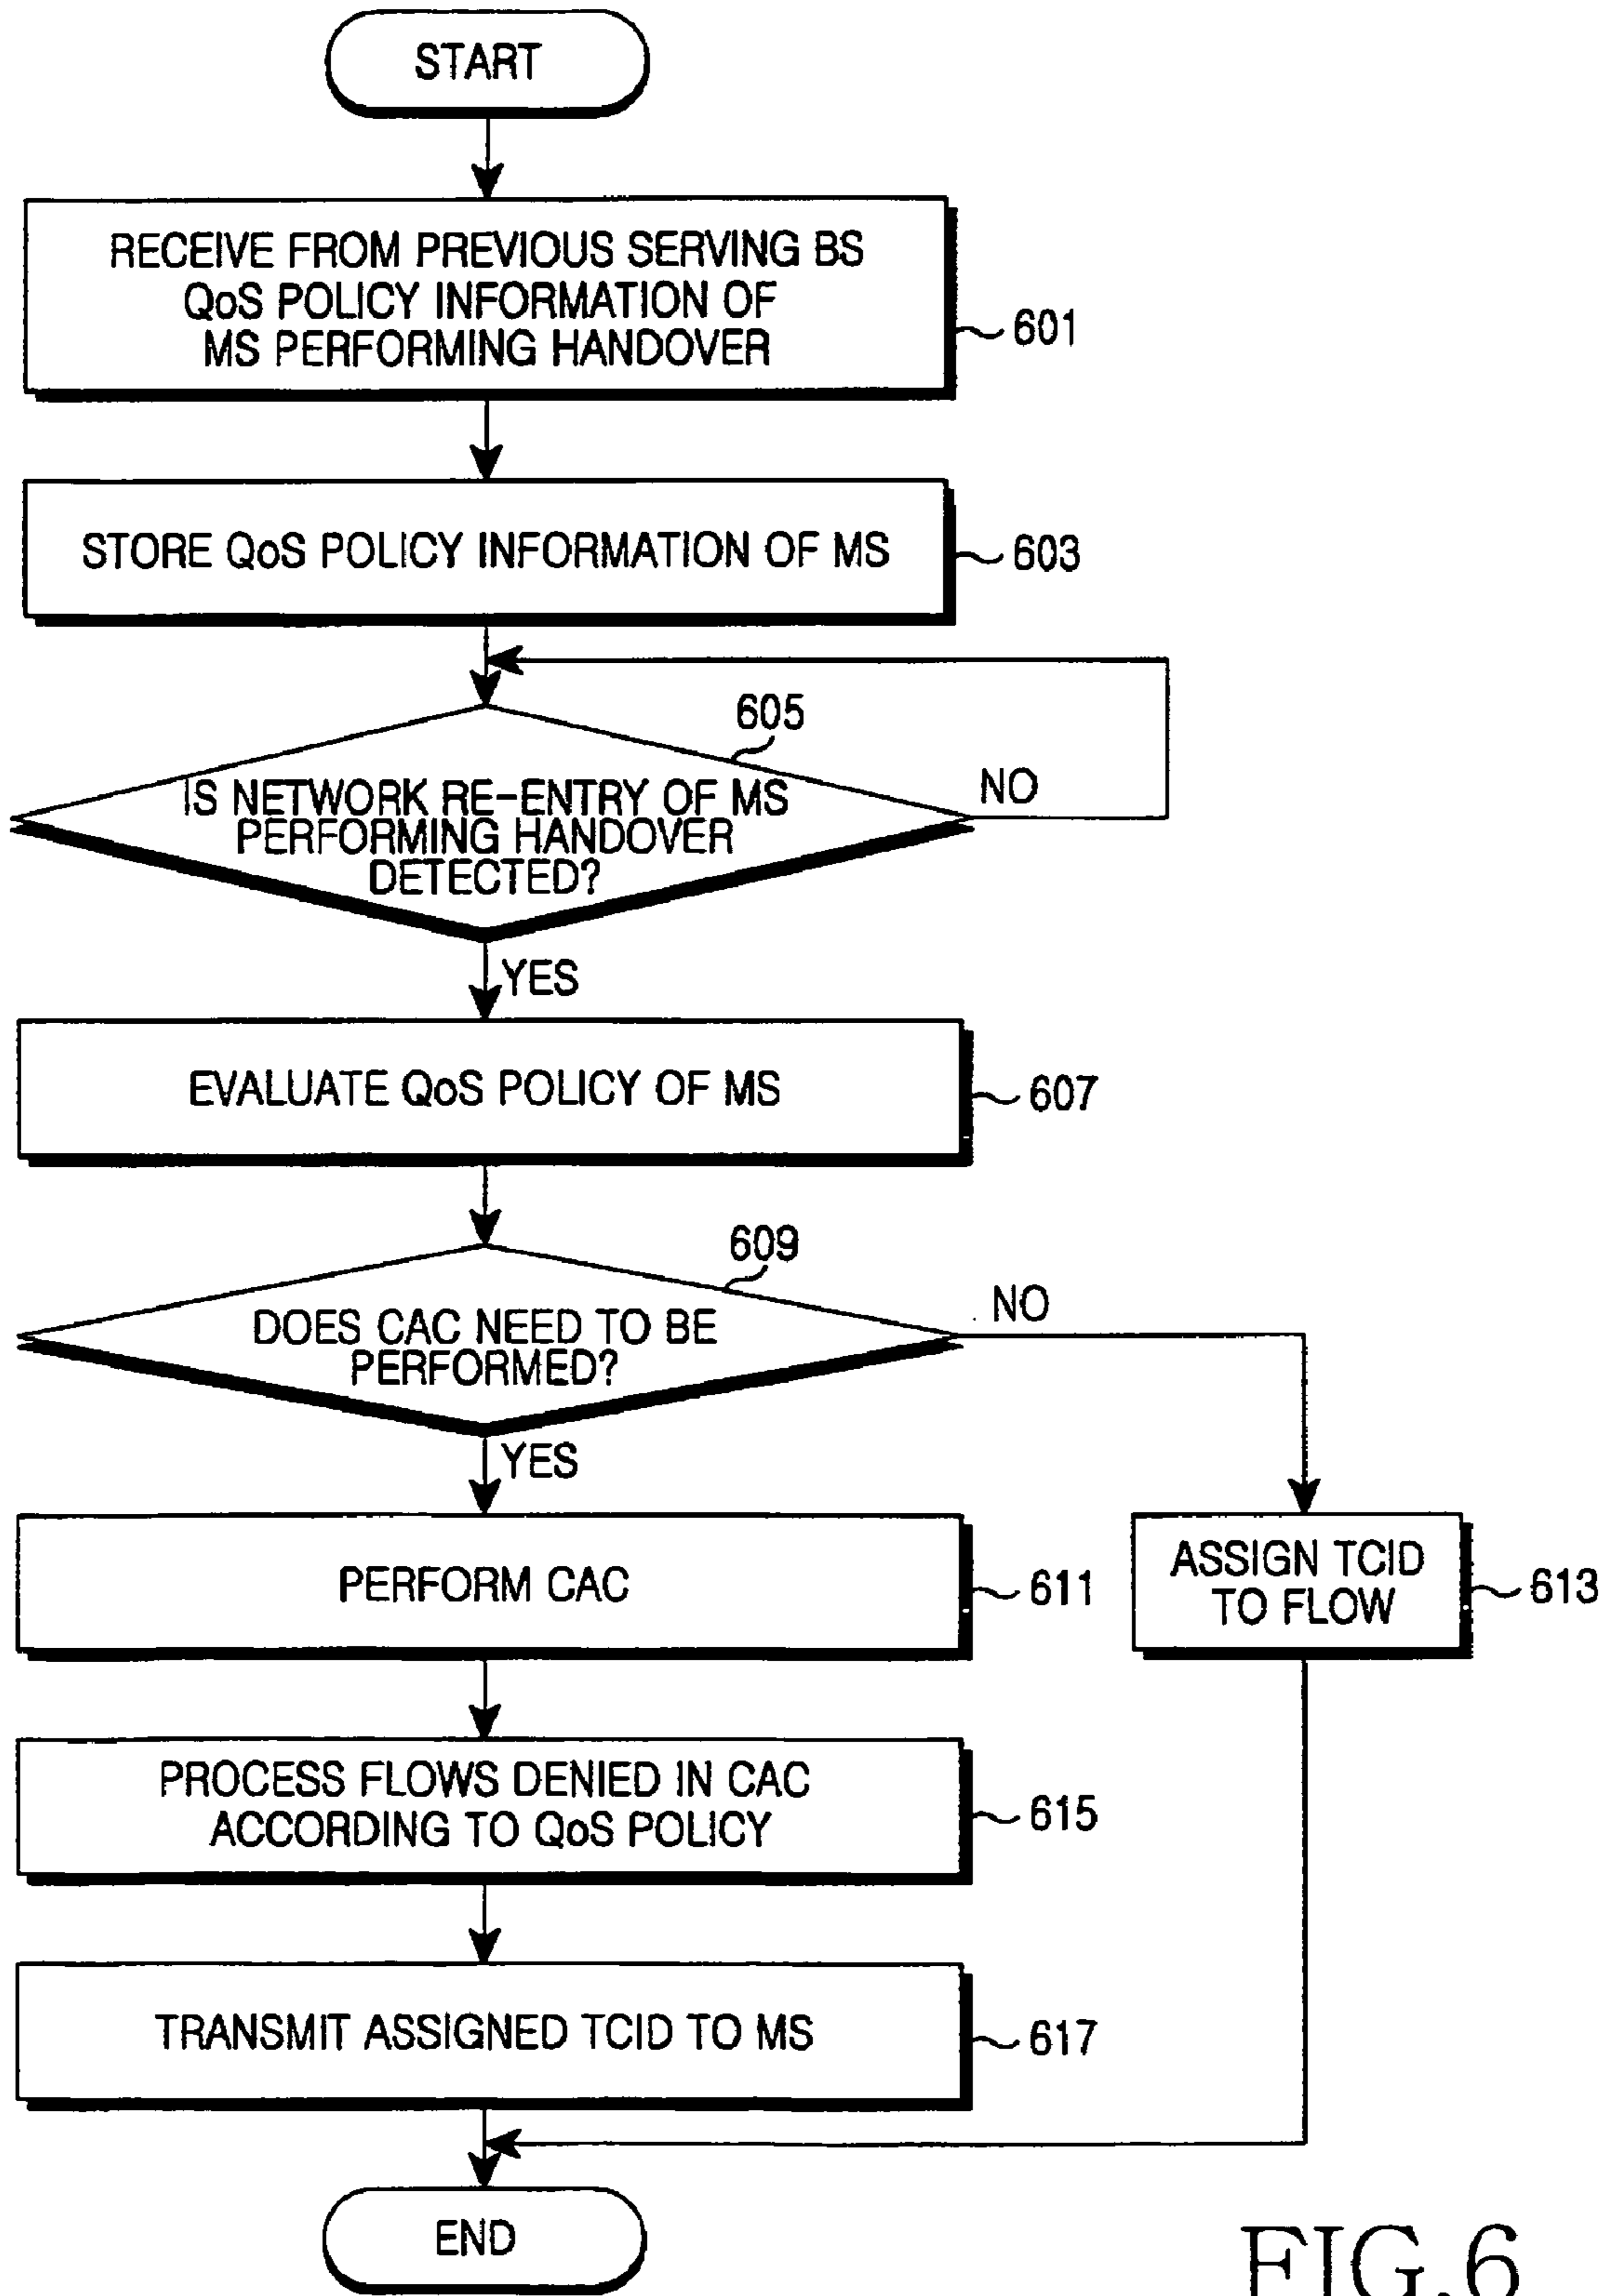 START
RECEIVE FROM PREVIOUS SERVING BS
QoS POLICY INFORMATION OF
MS PERFORMING HANDOVER
601
STORE QoS POLICY INFORMATION OF MS
603
605
IS NETWORK RE-ENTRY OF MS
PERFORMING HANDOVER
DETECTED?
NO
YES
EVALUATE QoS POLICY OF MS
607
609
DOES CAC NEED TO BE
PERFORMED?
NO
YES
PERFORM CAC
611
ASSIGN TCID
TO FLOW
613
PROCESS FLOWS DENIED IN CAC
ACCORDING TO QoS POLICY
615
TRANSMIT ASSIGNED TCID TO MS
617
END
FIG.6